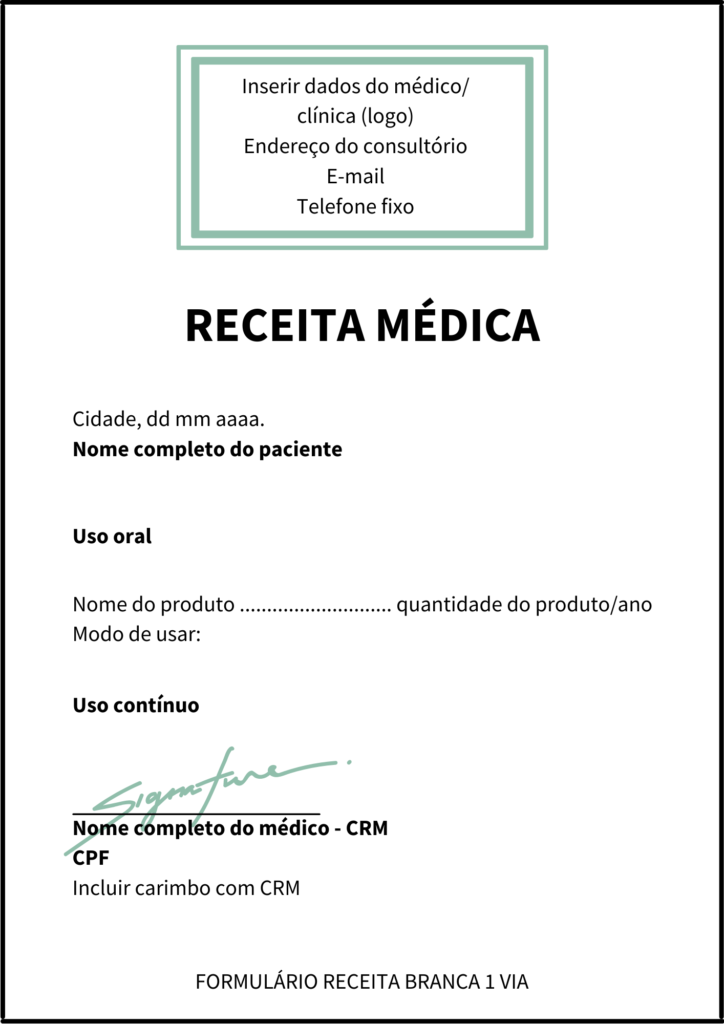 Inserir dados do médico/
clínica (logo)
Endereço do consultório
E-mail
Telefone fixo
RECEITA MÉDICA
Cidade, dd mm aaaa.
Nome completo do paciente
Uso oral
Nome do produto ............................ quantidade do produto/ano
Modo de usar:
Uso contínuo
Signature
Nome completo do médico - CRM
CPF
Incluir carimbo com CRM
FORMULÁRIO RECEITA BRANCA 1 VIA